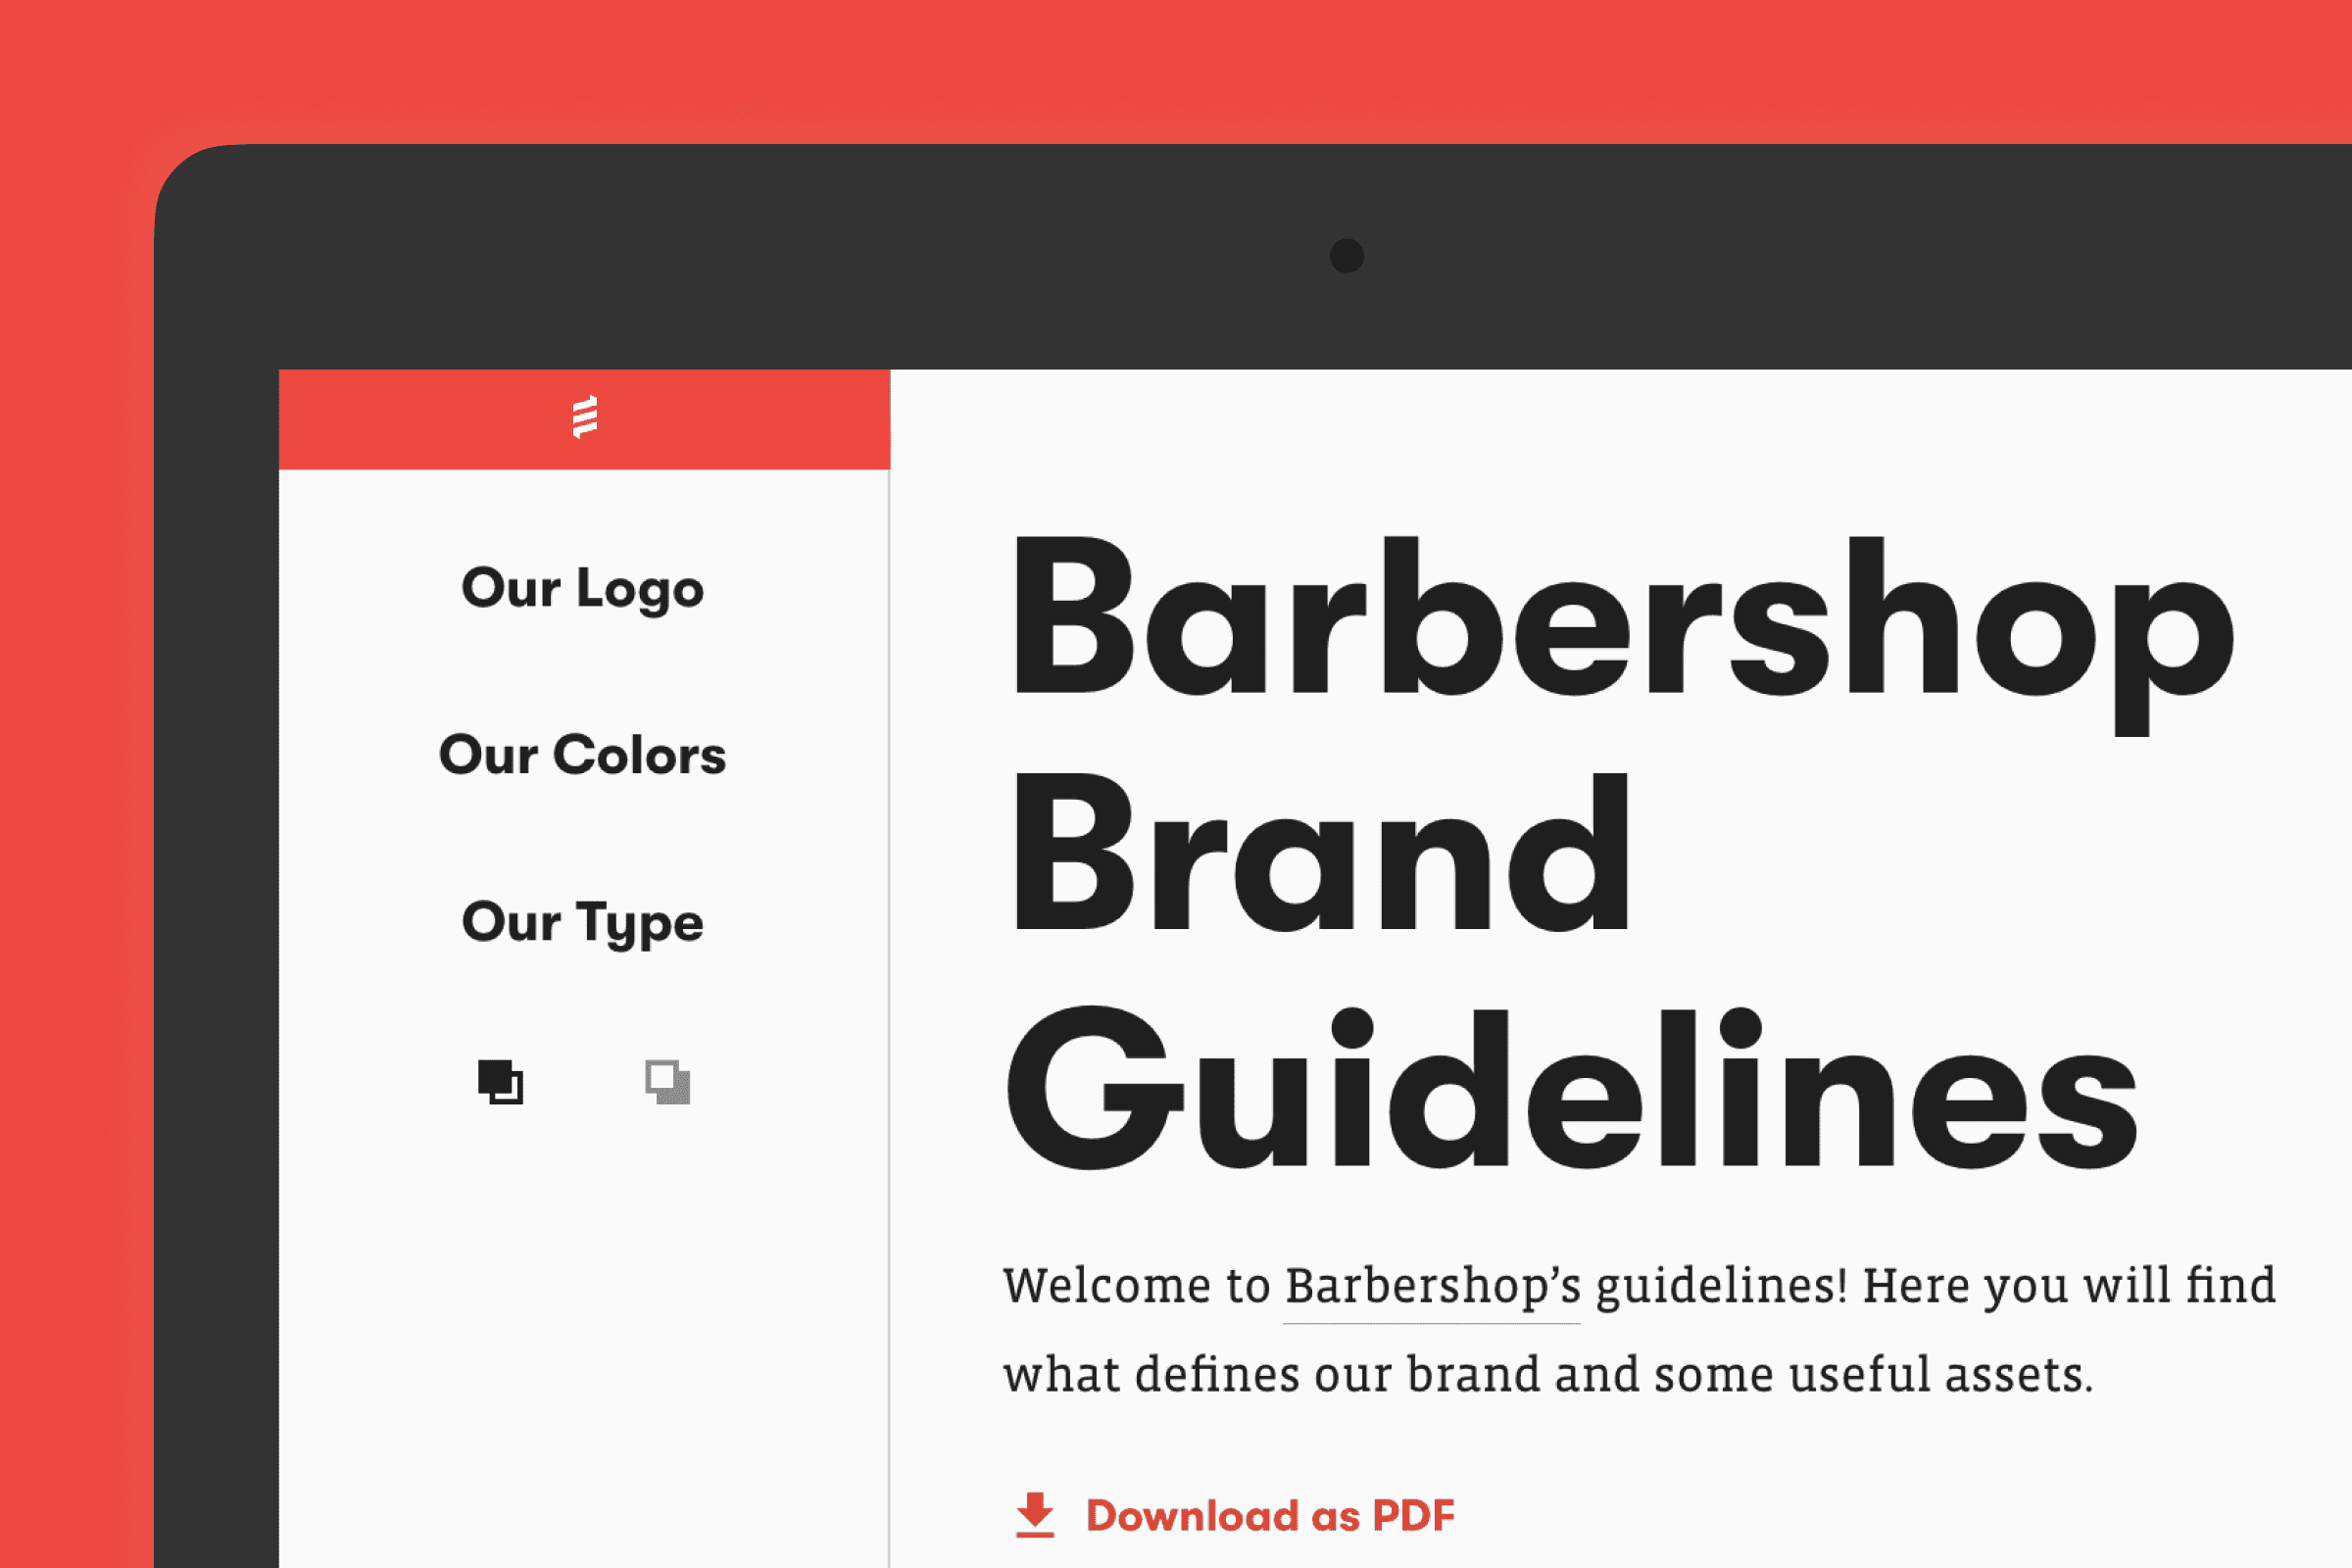 Our Logo
Our Colors
Our Type
Barbershop
Brand
Guidelines
Welcome to Barbershop’s guidelines! Here you will find
what defines our brand and some useful assets.
Download as PDF